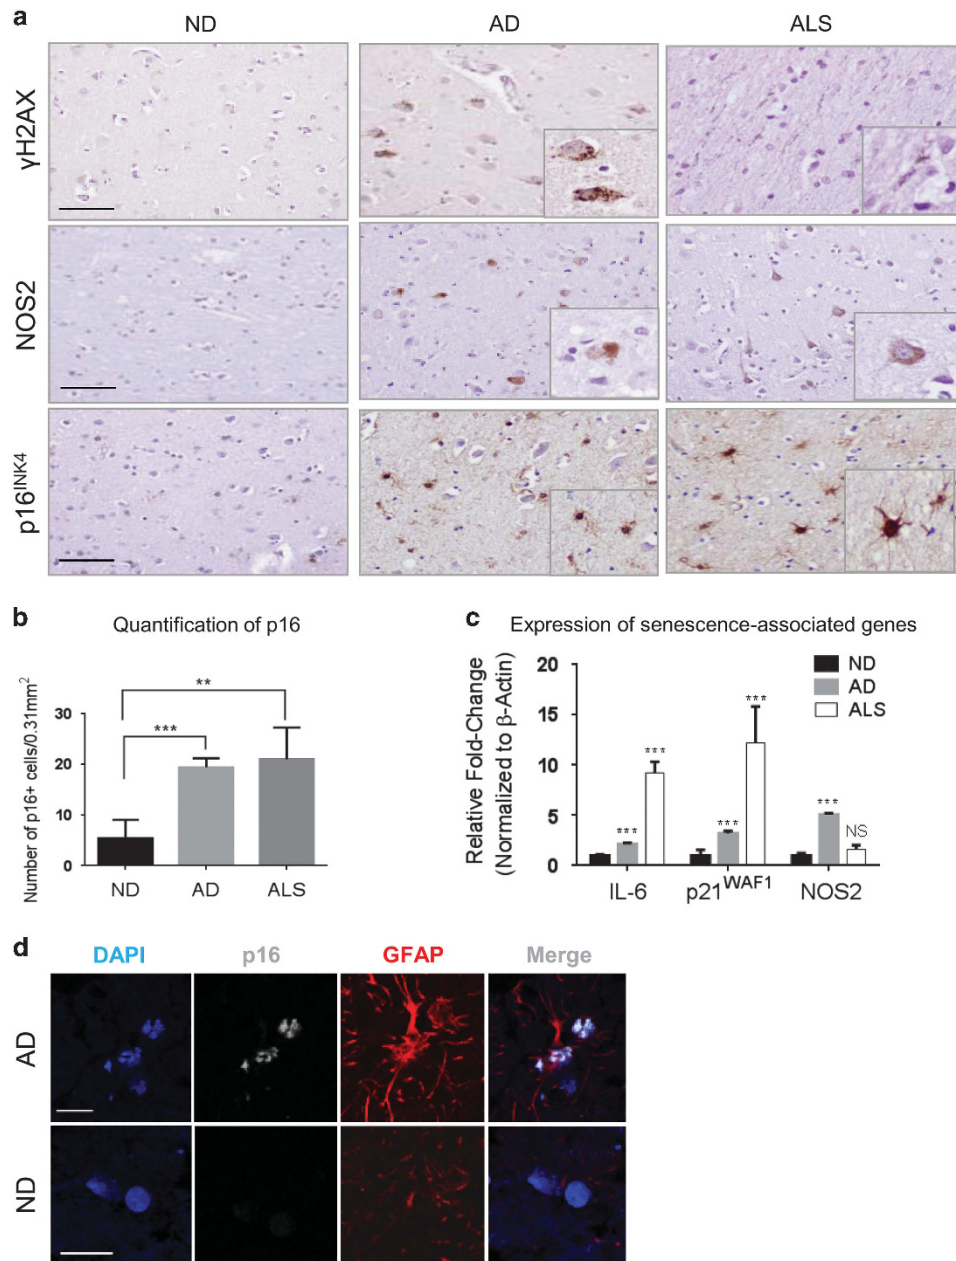 a
ND AD ALS
γH2AX
NOS2
p16INK4
b
Quantification of p16
Number of p16+ cells/0.31mm2
30
20
10
0
**
***
ND AD ALS
c
Expression of senescence-associated genes
Relative Fold-Change
(Normalized to β-Actin)
20
15
10
5
0
ND
AD
ALS
*** ***
*** ***
*** NS
IL-6 p21WAF1 NOS2
d
DAPI p16 GFAP Merge
AD
ND